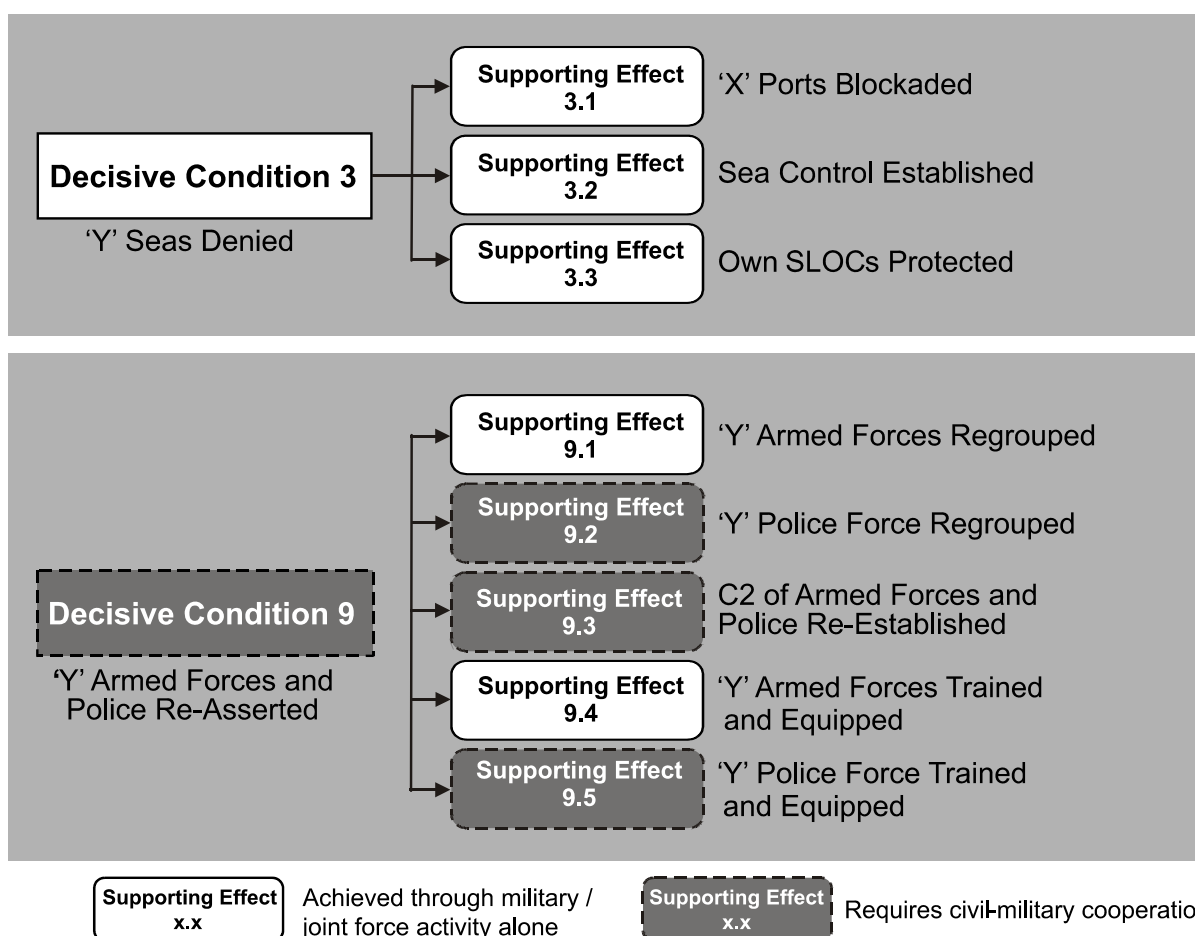 Supporting Effect
3.1
‘X’ Ports Blockaded
Decisive Condition 3
‘Y’ Seas Denied
Supporting Effect
3.2
Sea Control Established
Supporting Effect
3.3
Own SLOCs Protected
Supporting Effect
9.1
‘Y’ Armed Forces Regrouped
Supporting Effect
9.2
‘Y’ Police Force Regrouped
Decisive Condition 9
‘Y’ Armed Forces and
Police Re-Asserted
Supporting Effect
9.3
C2 of Armed Forces and
Police Re-Established
Supporting Effect
9.4
‘Y’ Armed Forces Trained
and Equipped
Supporting Effect
9.5
‘Y’ Police Force Trained
and Equipped
Supporting Effect
x.x
Achieved through military /
joint force activity alone
Supporting Effect
x.x
Requires civil-military cooperatio